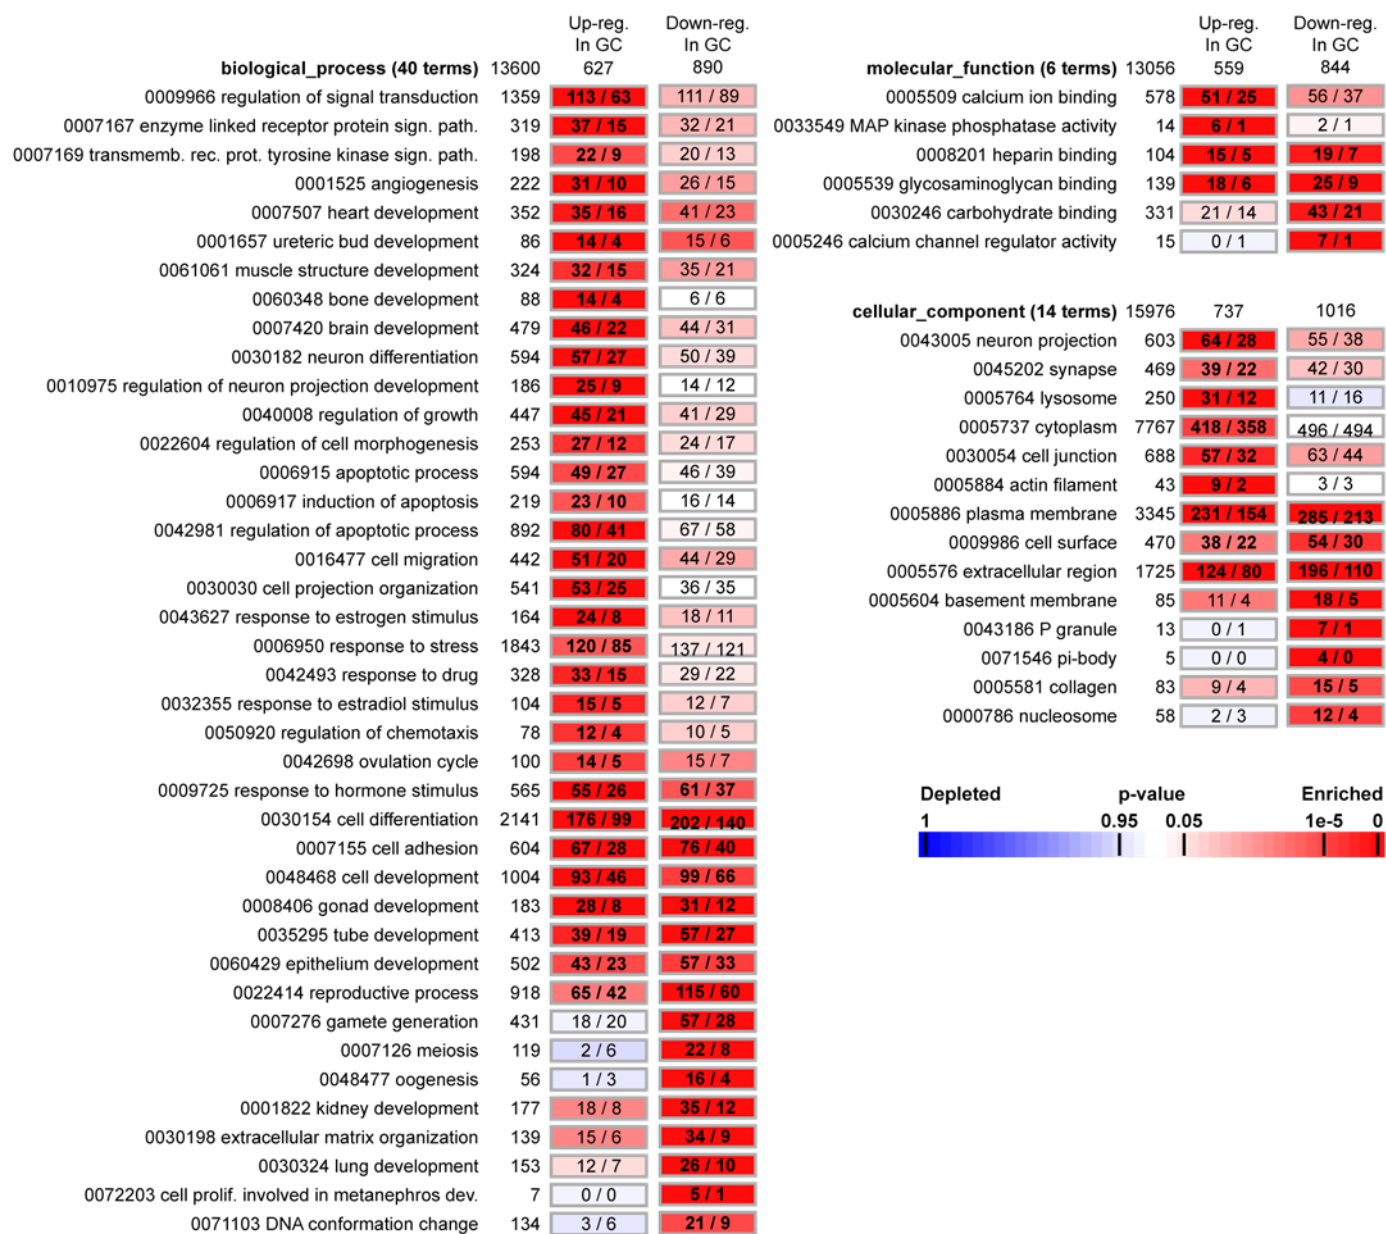 Up-reg. Down-reg.
In GC In GC
biological_process (40 terms) 13600 627 890
0009966 regulation of signal transduction 1359 113 / 63 111 / 89
0007167 enzyme linked receptor protein sign. path. 319 37 / 15 32 / 21
0007169 transmemb. rec. prot. tyrosine kinase sign. path. 198 22 / 9 20 / 13
0001525 angiogenesis 222 31 / 10 26 / 15
0007507 heart development 352 35 / 16 41 / 23
0001657 ureteric bud development 86 14 / 4 15 / 6
0061061 muscle structure development 324 32 / 15 35 / 21
0060348 bone development 88 14 / 4 6 / 6
0007420 brain development 479 46 / 22 44 / 31
0030182 neuron differentiation 594 57 / 27 50 / 39
0010975 regulation of neuron projection development 186 25 / 9 14 / 12
0040008 regulation of growth 447 45 / 21 41 / 29
0022604 regulation of cell morphogenesis 253 27 / 12 24 / 17
0006915 apoptotic process 594 49 / 27 46 / 39
0006917 induction of apoptosis 219 23 / 10 16 / 14
0042981 regulation of apoptotic process 892 80 / 41 67 / 58
0016477 cell migration 442 51 / 20 44 / 29
0030030 cell projection organization 541 53 / 25 36 / 35
0043627 response to estrogen stimulus 164 24 / 8 18 / 11
0006950 response to stress 1843 120 / 85 137 / 121
0042493 response to drug 328 33 / 15 29 / 22
0032355 response to estradiol stimulus 104 15 / 5 12 / 7
0050920 regulation of chemotaxis 78 12 / 4 10 / 5
0042698 ovulation cycle 100 14 / 5 15 / 7
0009725 response to hormone stimulus 565 55 / 26 61 / 37
0030154 cell differentiation 2141 176 / 99 202 / 140
0007155 cell adhesion 604 67 / 28 76 / 40
0048468 cell development 1004 93 / 46 99 / 66
0008406 gonad development 183 28 / 8 31 / 12
0035295 tube development 413 39 / 19 57 / 27
0060429 epithelium development 502 43 / 23 57 / 33
0022414 reproductive process 918 65 / 42 115 / 60
0007276 gamete generation 431 18 / 20 57 / 28
0007126 meiosis 119 2 / 6 22 / 8
0048477 oogenesis 56 1 / 3 16 / 4
0001822 kidney development 177 18 / 8 35 / 12
0030198 extracellular matrix organization 139 15 / 6 34 / 9
0030324 lung development 153 12 / 7 26 / 10
0072203 cell prolif. involved in metanephros dev. 7 0 / 0 5 / 1
0071103 DNA conformation change 134 3 / 6 21 / 9
Up-reg. Down-reg.
In GC In GC
molecular_function (6 terms) 13056 559 844
0005509 calcium ion binding 578 51 / 25 56 / 37
0033549 MAP kinase phosphatase activity 14 6 / 1 2 / 1
0008201 heparin binding 104 15 / 5 19 / 7
0005539 glycosaminoglycan binding 139 18 / 6 25 / 9
0030246 carbohydrate binding 331 21 / 14 43 / 21
0005246 calcium channel regulator activity 15 0 / 1 7 / 1
cellular_component (14 terms) 15976 737 1016
0043005 neuron projection 603 64 / 28 55 / 38
0045202 synapse 469 39 / 22 42 / 30
0005764 lysosome 250 31 / 12 11 / 16
0005737 cytoplasm 7767 418 / 358 496 / 494
0030054 cell junction 688 57 / 32 63 / 44
0005884 actin filament 43 9 / 2 3 / 3
0005886 plasma membrane 3345 231 / 154 285 / 213
0009986 cell surface 470 38 / 22 54 / 30
0005576 extracellular region 1725 124 / 80 196 / 110
0005604 basement membrane 85 11 / 4 18 / 5
0043186 P granule 13 0 / 1 7 / 1
0071546 pi-body 5 0 / 0 4 / 0
0005581 collagen 83 9 / 4 15 / 5
0000786 nucleosome 58 2 / 3 12 / 4
Depleted p-value Enriched
1 0.95 0.05 1e-5 0